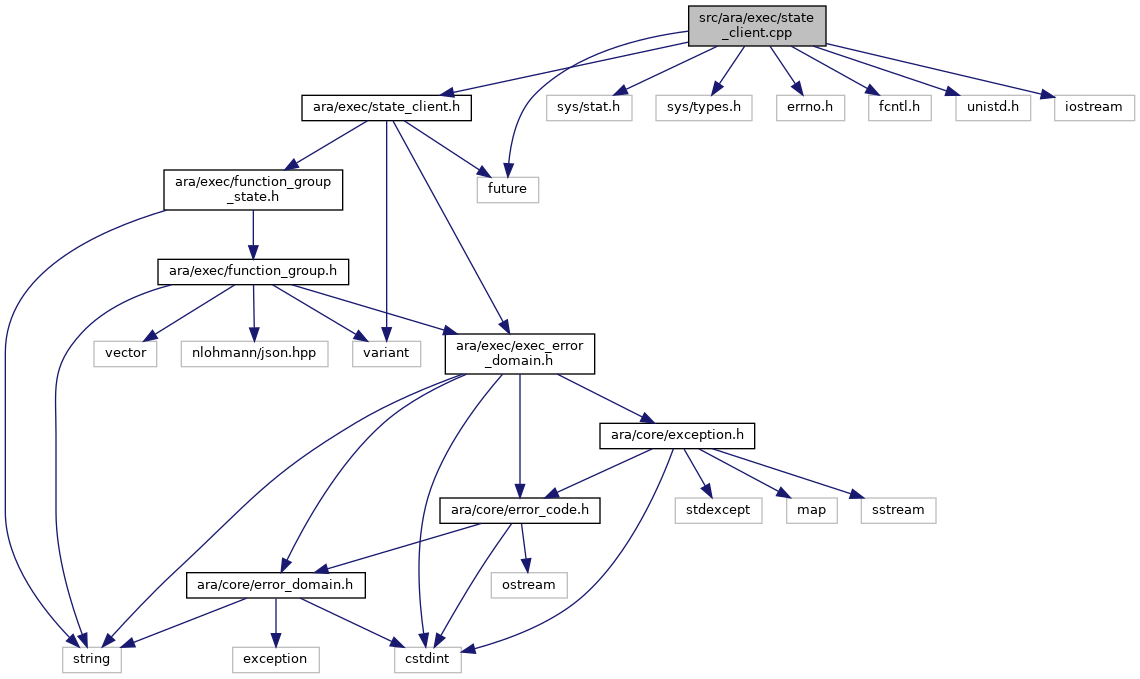 src/ara/exec/state
_client.cpp
ara/exec/state_client.h
sys/stat.h
sys/types.h
errno.h
fcntl.h
unistd.h
iostream
ara/exec/function_group
_state.h
future
ara/exec/function_group.h
vector
nlohmann/json.hpp
variant
ara/exec/exec_error
_domain.h
ara/core/exception.h
ara/core/error_code.h
stdexcept
map
sstream
ara/core/error_domain.h
ostream
string
exception
cstdint